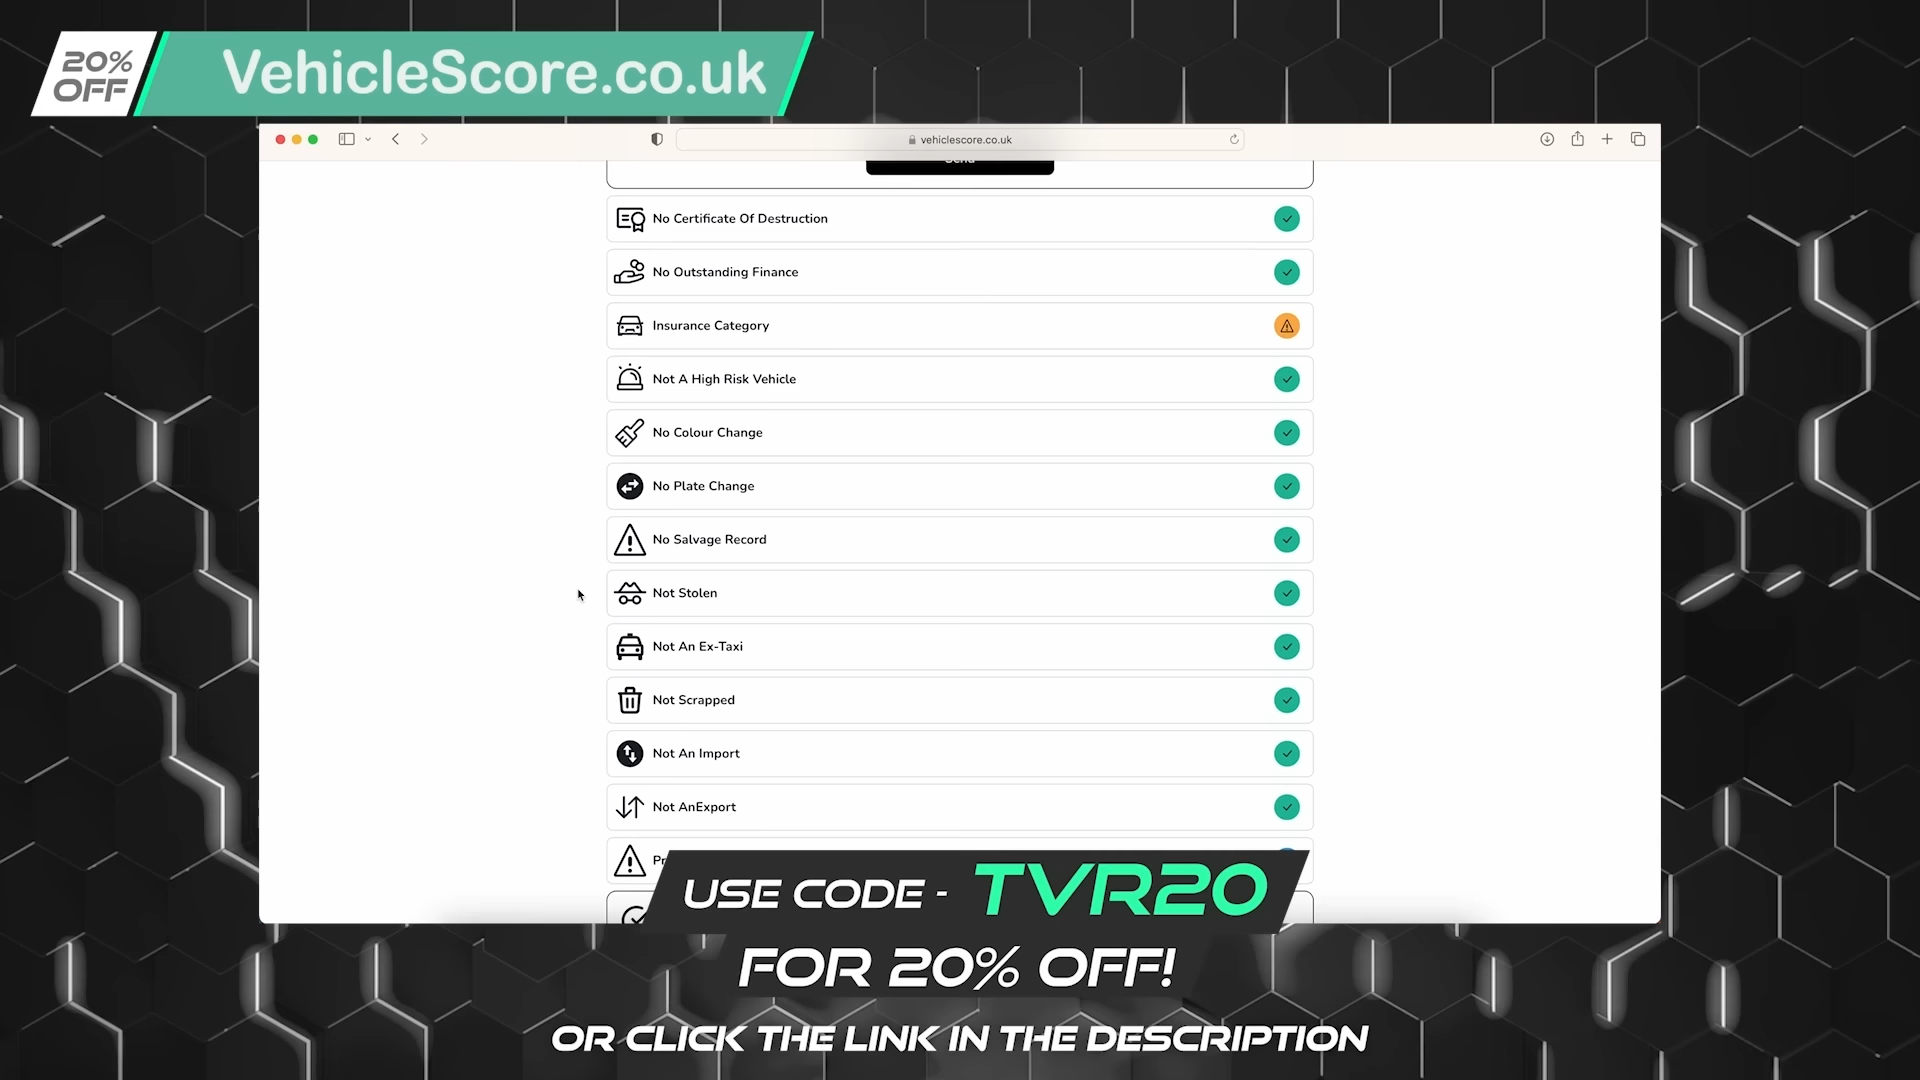 20%
OFF
VehicleScore.co.uk
vehiclescore.co.uk
Send
No Certificate Of Destruction
No Outstanding Finance
Insurance Category
Not A High Risk Vehicle
No Colour Change
No Plate Change
No Salvage Record
Not Stolen
Not An Ex-Taxi
Not Scrapped
Not An Import
Not AnExport
USE CODE - TVR20
FOR 20% OFF!
OR CLICK THE LINK IN THE DESCRIPTION